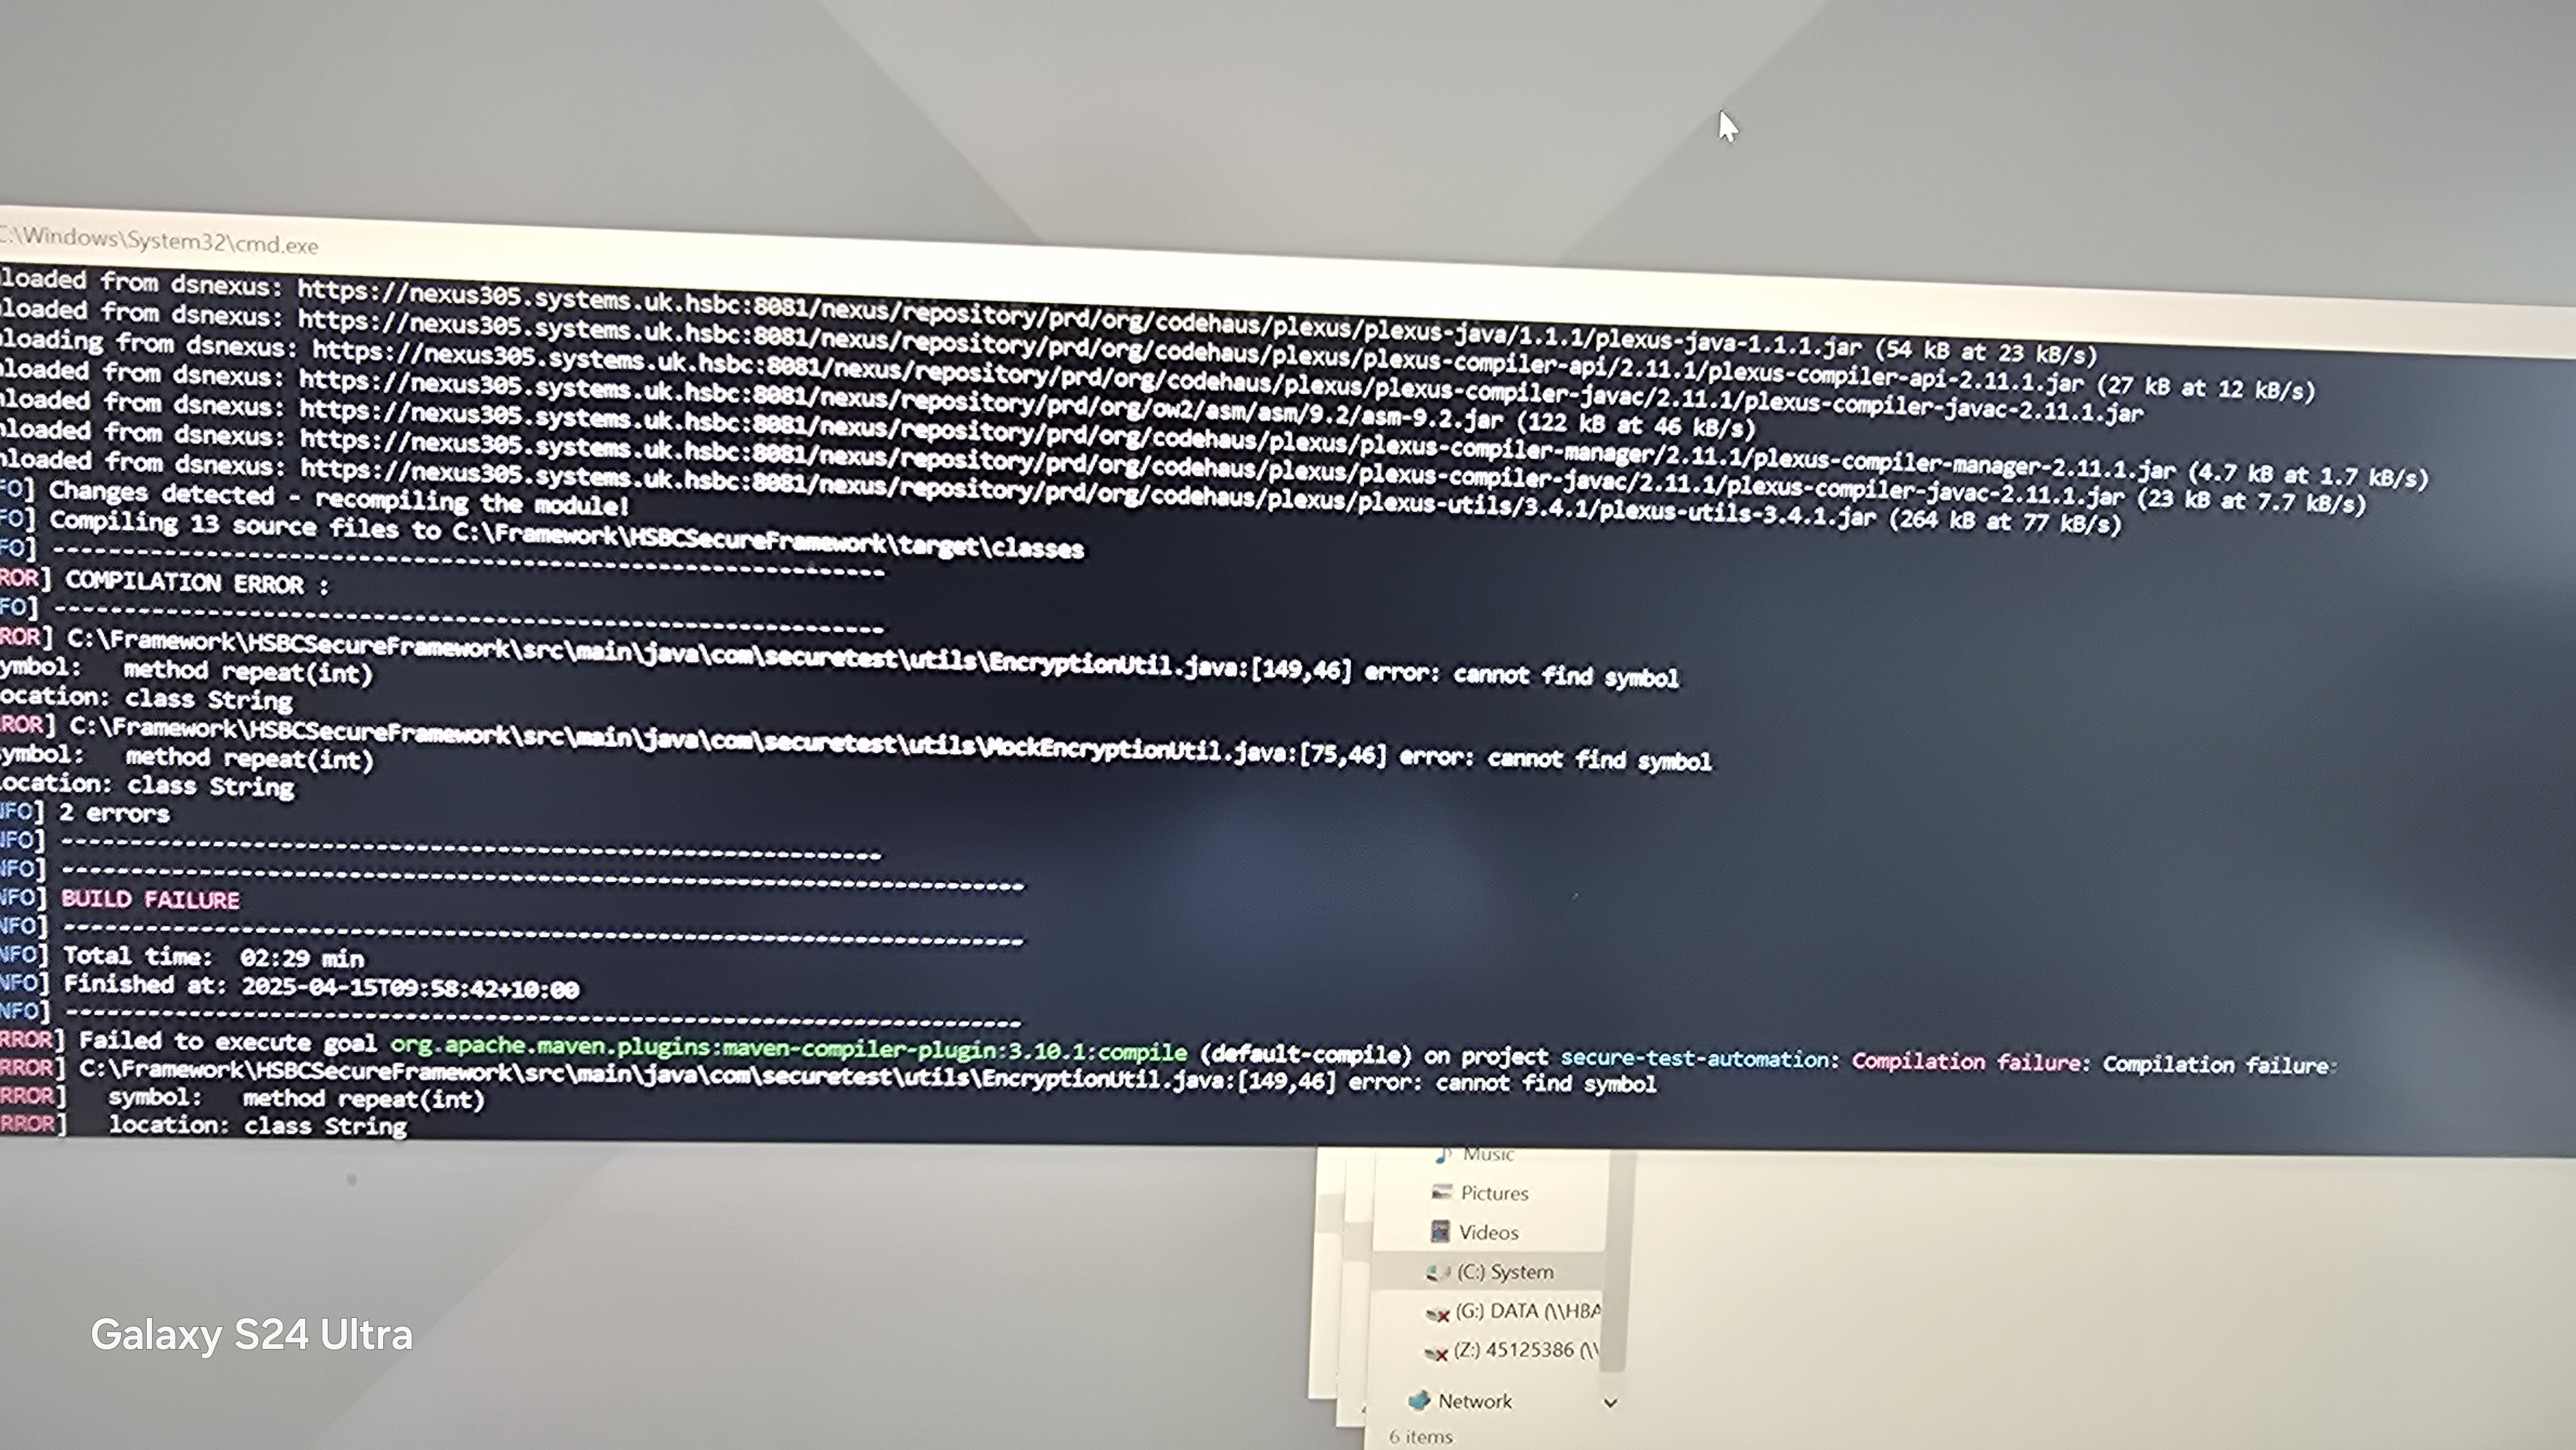 C:\Windows\System32\cmd.exe
loaded from dsnexus: https://nexus305.systems.uk.hsbc:8081/nexus/repository/prd/org/codehaus/plexus/plexus-java/1.1.1/plexus-java-1.1.1.jar (54 kB at 23 kB/s)
loaded from dsnexus: https://nexus305.systems.uk.hsbc:8081/nexus/repository/prd/org/codehaus/plexus/plexus-compiler-api/2.11.1/plexus-compiler-api-2.11.1.jar (27 kB at 12 kB/s)
loading from dsnexus: https://nexus305.systems.uk.hsbc:8081/nexus/repository/prd/org/codehaus/plexus/plexus-compiler-javac/2.11.1/plexus-compiler-javac-2.11.1.jar
loaded from dsnexus: https://nexus305.systems.uk.hsbc:8081/nexus/repository/prd/org/ow2/asm/asm/9.2/asm-9.2.jar (122 kB at 46 kB/s)
loaded from dsnexus: https://nexus305.systems.uk.hsbc:8081/nexus/repository/prd/org/codehaus/plexus/plexus-compiler-manager/2.11.1/plexus-compiler-manager-2.11.1.jar (4.7 kB at 1.7 kB/s)
nloaded from dsnexus: https://nexus305.systems.uk.hsbc:8081/nexus/repository/prd/org/codehaus/plexus/plexus-compiler-javac/2.11.1/plexus-compiler-javac-2.11.1.jar (23 kB at 7.7 kB/s)
nloaded from dsnexus: https://nexus305.systems.uk.hsbc:8081/nexus/repository/prd/org/codehaus/plexus/plexus-utils/3.4.1/plexus-utils-3.4.1.jar (264 kB at 77 kB/s)
FO] Changes detected - recompiling the module!
FO] Compiling 13 source files to C:\Framework\HSBCSecureFramework\target\classes
FO] -------------------------------------------------------------
ROR] COMPILATION ERROR :
FO] -------------------------------------------------------------
ROR] C:\Framework\HSBCSecureFramework\src\main\java\com\securetest\utils\EncryptionUtil.java:[149,46] error: cannot find symbol
ymbol:   method repeat(int)
ocation: class String
ROR] C:\Framework\HSBCSecureFramework\src\main\java\com\securetest\utils\MockEncryptionUtil.java:[75,46] error: cannot find symbol
symbol:   method repeat(int)
location: class String
NFO] 2 errors
NFO] -------------------------------------------------------------
NFO] ------------------------------------------------------------------------
NFO] BUILD FAILURE
NFO] ------------------------------------------------------------------------
NFO] Total time:  02:29 min
NFO] Finished at: 2025-04-15T09:58:42+10:00
NFO] ------------------------------------------------------------------------
RROR] Failed to execute goal org.apache.maven.plugins:maven-compiler-plugin:3.10.1:compile (default-compile) on project secure-test-automation: Compilation failure: Compilation failure:
RROR] C:\Framework\HSBCSecureFramework\src\main\java\com\securetest\utils\EncryptionUtil.java:[149,46] error: cannot find symbol
RROR]   symbol:   method repeat(int)
RROR]   location: class String
Music
Pictures
Videos
(C:) System
(G:) DATA (\\HBA
(Z:) 45125386 (\\
Network
6 items
Galaxy S24 Ultra